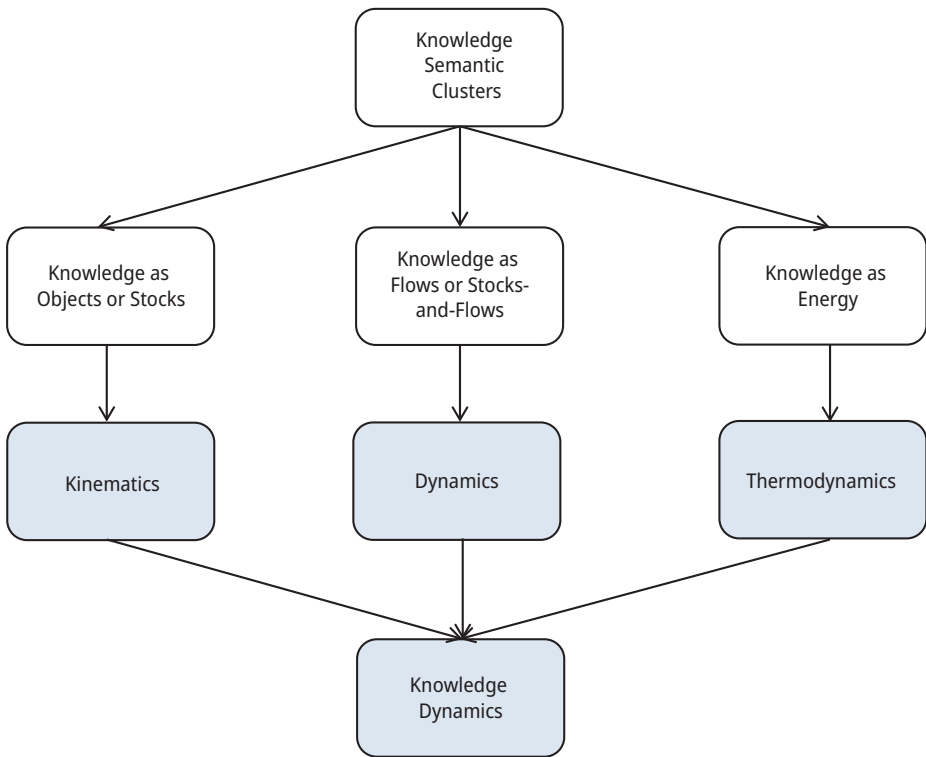 Knowledge
Semantic
Clusters
Knowledge as
Objects or Stocks
Knowledge as
Flows or Stocks-
and-Flows
Knowledge as
Energy
Kinematics
Dynamics
Thermodynamics
Knowledge
Dynamics